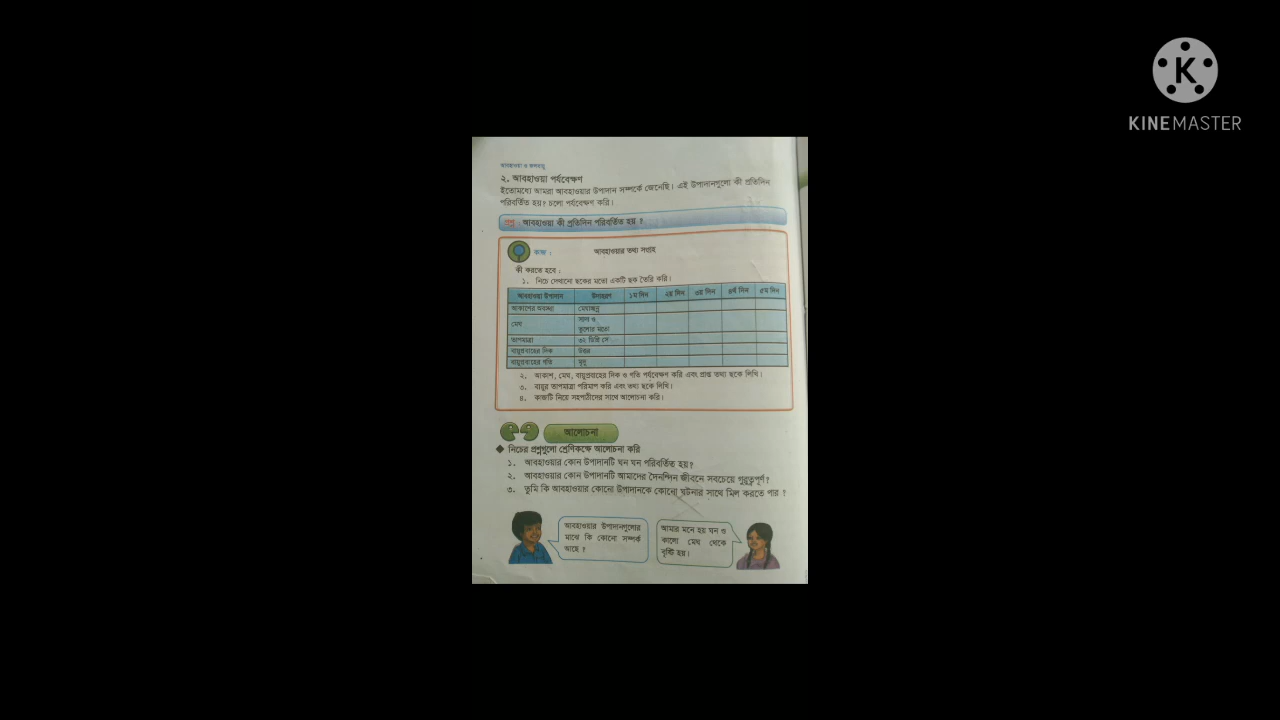 আবহাওয়া ও জলবায়ু
২. আবহাওয়া পর্যবেক্ষণ
ইতোমধ্যে আমরা আবহাওয়ার উপাদান সম্পর্কে জেনেছি। এই উপাদানগুলো কী প্রতিদিন
পরিবর্তিত হয়? চলো পর্যবেক্ষণ করি।
প্রশ্ন : আবহাওয়া কী প্রতিদিন পরিবর্তিত হয় ?
কাজ : আবহাওয়ার তথ্য সংগ্রহ
কী করতে হবে :
১. নিচে দেখানো ছকের মতো একটি ছক তৈরি করি।
আবহাওয়া উপাদান উদাহরণ ১ম দিন ২য় দিন ৩য় দিন ৪র্থ দিন ৫ম দিন
আকাশের অবস্থা মেঘাচ্ছন্ন
মেঘ সাদা ও
তুলোর মতো
তাপমাত্রা ৩২ ডিগ্রি সে
বায়ুপ্রবাহের দিক উত্তর
বায়ুপ্রবাহের গতি মৃদু
২. আকাশ, মেঘ, বায়ুপ্রবাহের দিক ও গতি পর্যবেক্ষণ করি এবং প্রাপ্ত তথ্য ছকে লিখি।
৩. বায়ুর তাপমাত্রা পরিমাপ করি এবং তথ্য ছকে লিখি।
৪. কাজটি নিয়ে সহপাঠীদের সাথে আলোচনা করি।
আলোচনা
নিচের প্রশ্নগুলো শ্রেণিকক্ষে আলোচনা করি
১. আবহাওয়ার কোন উপাদানটি ঘন ঘন পরিবর্তিত হয়?
২. আবহাওয়ার কোন উপাদানটি আমাদের দৈনন্দিন জীবনে সবচেয়ে গুরুত্বপূর্ণ?
৩. তুমি কি আবহাওয়ার কোনো উপাদানকে কোনো ঘটনার সাথে মিল করতে পার ?
আবহাওয়ার উপাদানগুলোর
মাঝে কি কোনো সম্পর্ক
আছে ?
আমার মনে হয় ঘন ও
কালো মেঘ থেকে
বৃষ্টি হয়।
K
KINEMASTER